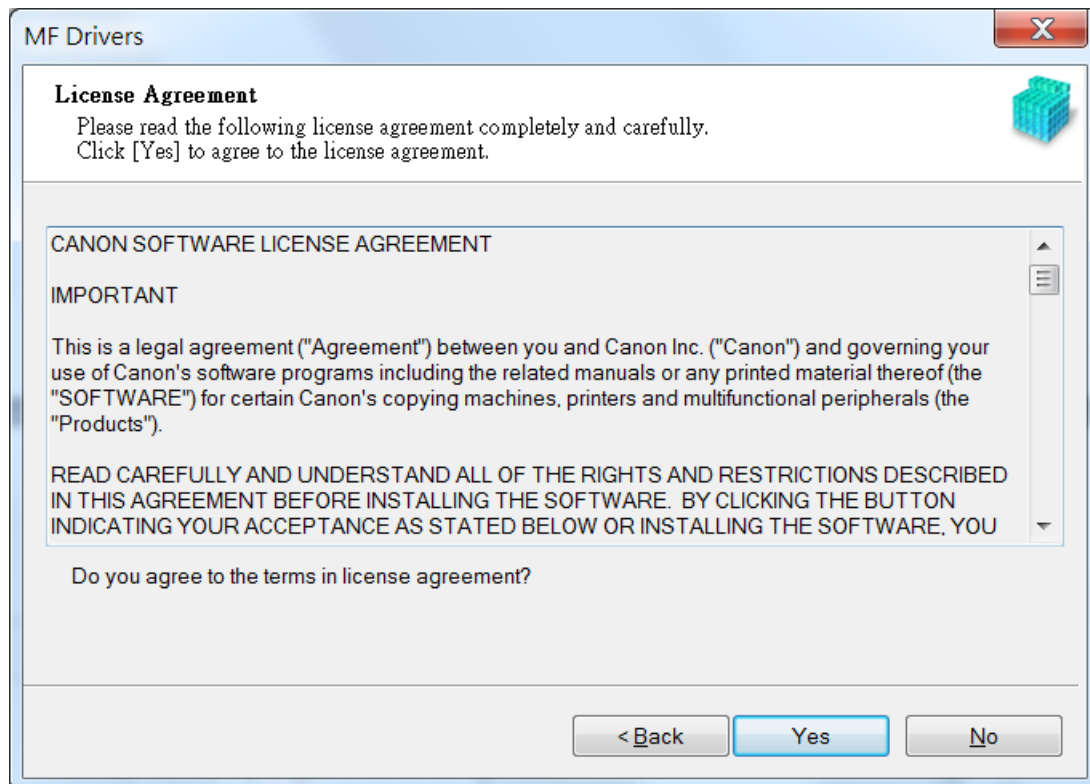 MF Drivers
X
License Agreement
Please read the following license agreement completely and carefully.
Click [Yes] to agree to the license agreement.
CANON SOFTWARE LICENSE AGREEMENT
IMPORTANT
This is a legal agreement ("Agreement") between you and Canon Inc. ("Canon") and governing your
use of Canon's software programs including the related manuals or any printed material thereof (the
"SOFTWARE") for certain Canon's copying machines, printers and multifunctional peripherals (the
"Products").
READ CAREFULLY AND UNDERSTAND ALL OF THE RIGHTS AND RESTRICTIONS DESCRIBED
IN THIS AGREEMENT BEFORE INSTALLING THE SOFTWARE.  BY CLICKING THE BUTTON
INDICATING YOUR ACCEPTANCE AS STATED BELOW OR INSTALLING THE SOFTWARE, YOU
Do you agree to the terms in license agreement?
< Back Yes No